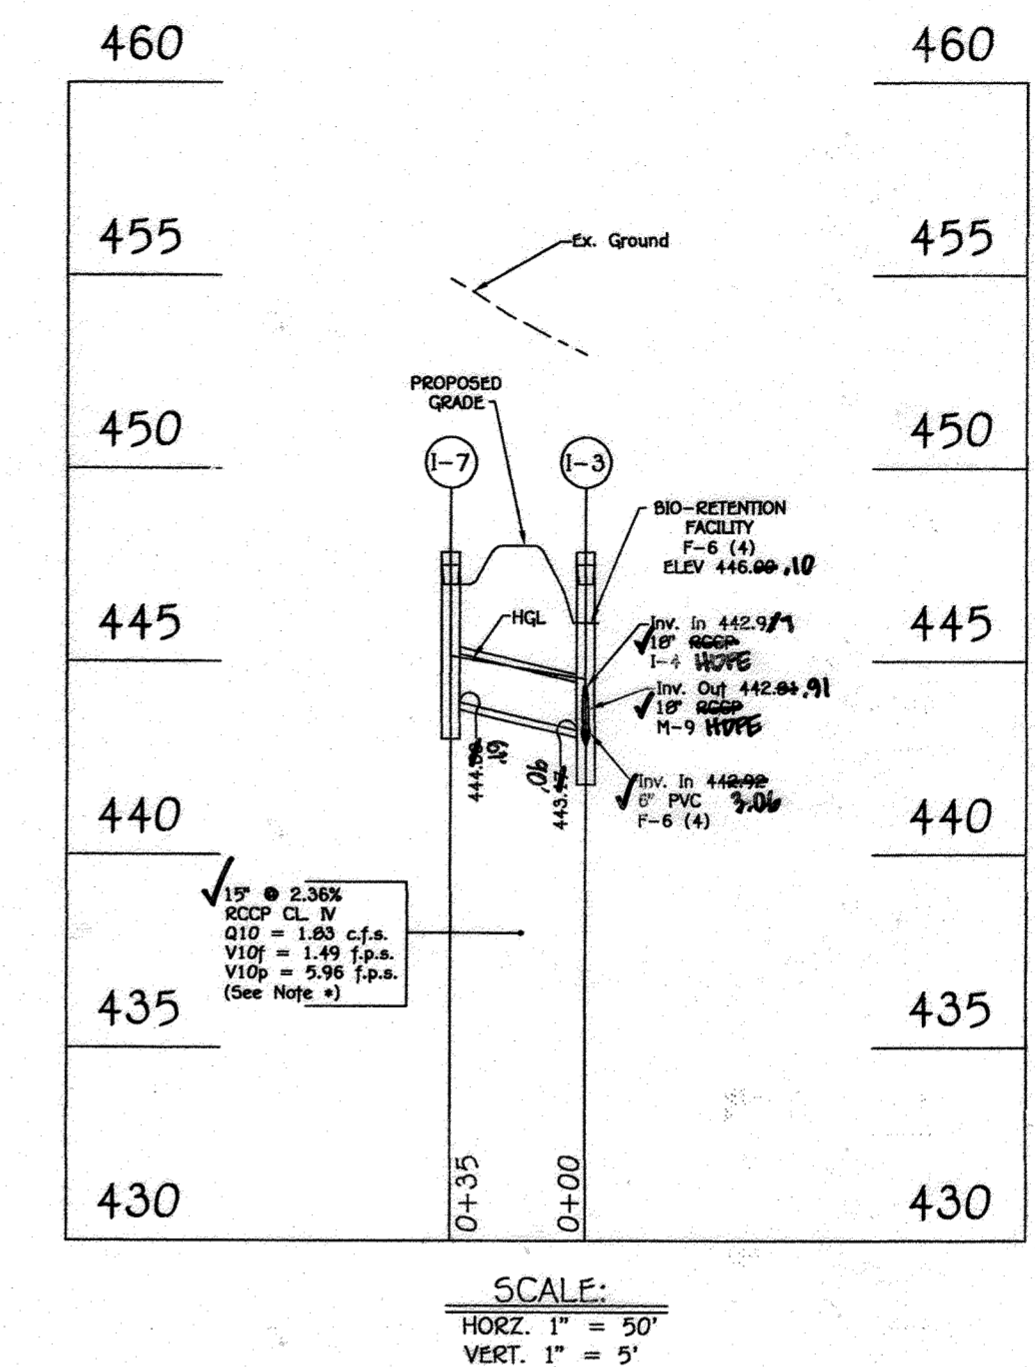 460
460
455
455
Ex. Ground
PROPOSED
GRADE
450
450
I-7
I-3
BIO-RETENTION
FACILITY
F-6 (4)
ELEV 446.00 .10
445
445
HGL
Inv. In 442.9
18" RCCP
I-4 HDPE
Inv. Out 442.81 .91
18" RCCP
M-9 HDPE
444. .19
.06
443.17
Inv. In 442.92
6" PVC 3.06
F-6 (4)
440
440
15" @ 2.36%
RCCP CL. IV
Q10 = 1.83 c.f.s.
V10f = 1.49 f.p.s.
V10p = 5.96 f.p.s.
(See Note *)
435
435
0+35
0+00
430
430
SCALE:
HORZ. 1" = 50'
VERT. 1" = 5'